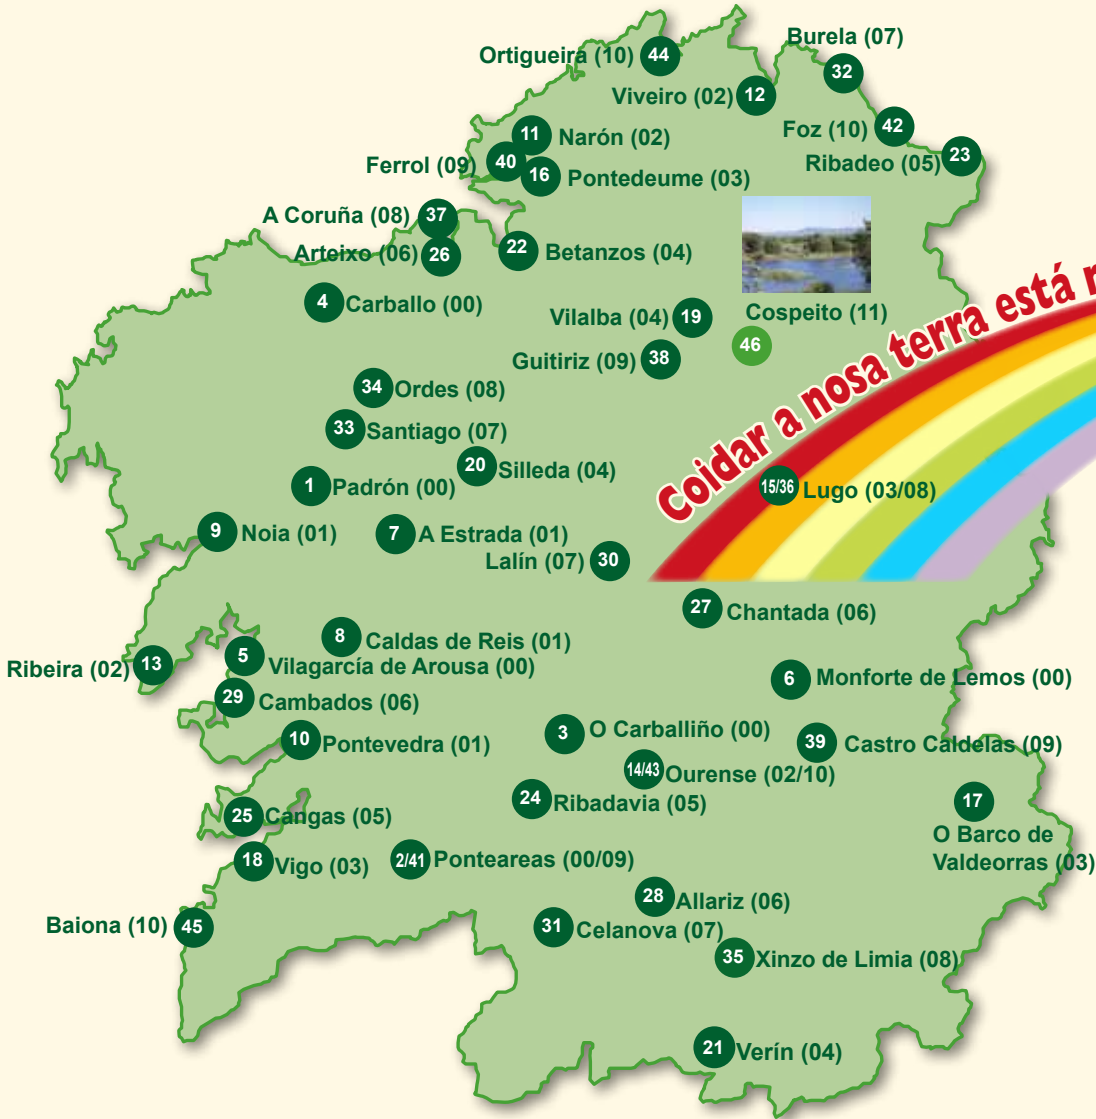 Burela (07)
32
Ortigueira (10) 44
Viveiro (02) 12
Foz (10) 42
11 Narón (02)
Ribadeo (05) 23
Ferrol (09) 40
16 Pontedeume (03)
A Coruña (08) 37
Arteixo (06) 26
22 Betanzos (04)
4 Carballo (00)
Cospeito (11)
46
Vilalba (04) 19
Guitiriz (09) 38
Coidar a nosa terra está
34 Ordes (08)
33 Santiago (07)
20 Silleda (04)
1 Padrón (00)
15/36 Lugo (03/08)
9 Noia (01)
7 A Estrada (01)
Lalín (07) 30
27 Chantada (06)
8 Caldas de Reis (01)
Ribeira (02) 13
5 Vilagarcía de Arousa (00)
6 Monforte de Lemos (00)
29 Cambados (06)
10 Pontevedra (01)
3 O Carballiño (00)
39 Castro Caldelas (09)
14/43 Ourense (02/10)
24 Ribadavia (05)
17
O Barco de
Valdeorras (03)
25 Cangas (05)
18 Vigo (03)
2/41 Ponteareas (00/09)
28 Allariz (06)
Baiona (10) 45
31 Celanova (07)
35 Xinzo de Limia (08)
21 Verín (04)